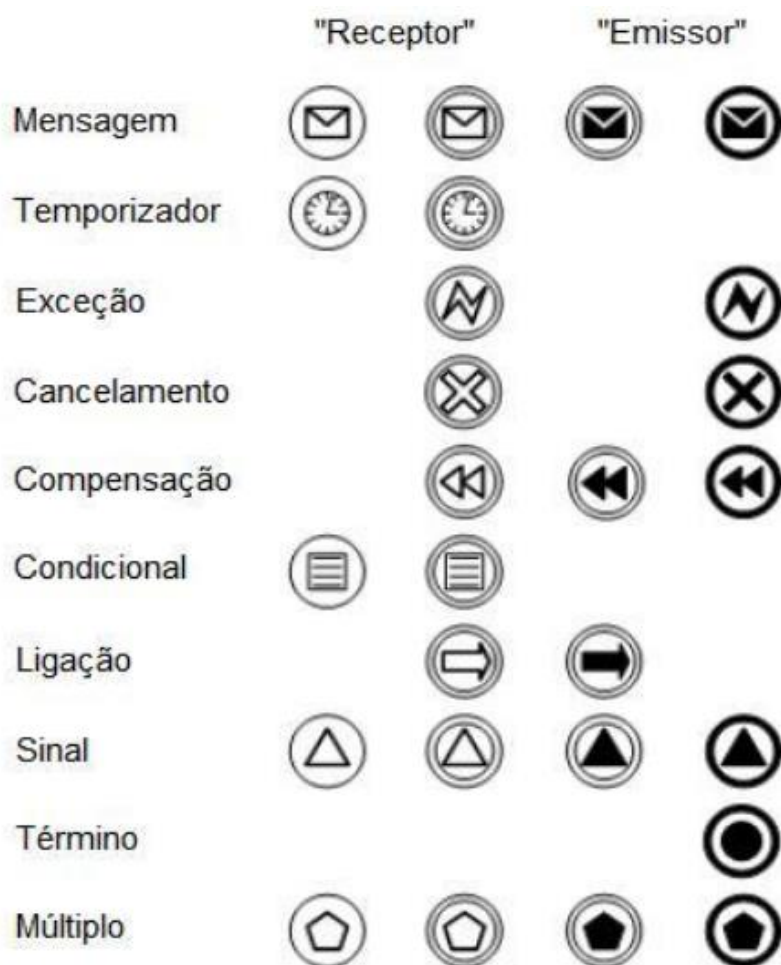 "Receptor" "Emissor"
Mensagem
Temporizador
Exceção
Cancelamento
Compensação
Condicional
Ligação
Sinal
Término
Múltiplo